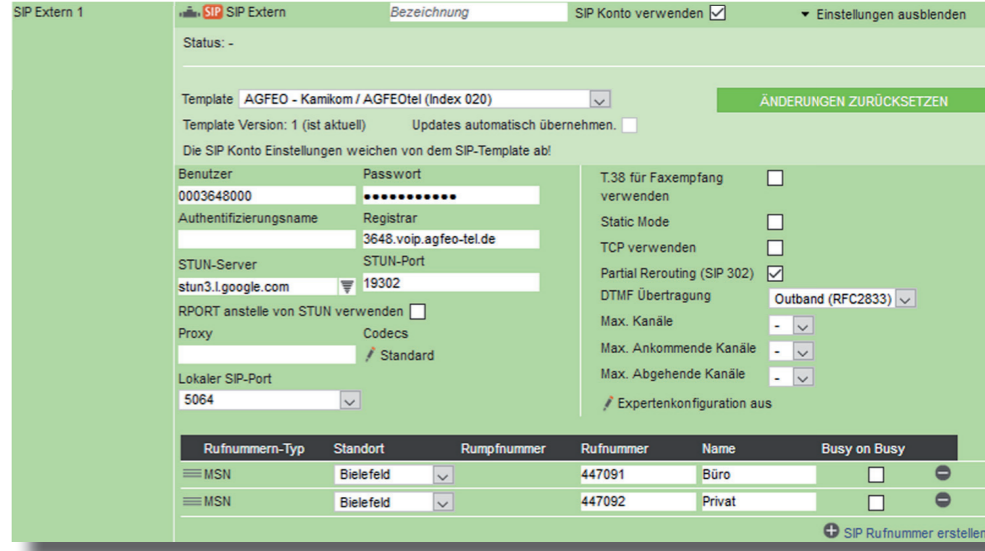 SIP Extern 1
SIP SIP Extern Bezeichnung SIP Konto verwenden Einstellungen ausblenden
Status: -
Template AGFEO - Kamikom / AGFEOtel (Index 020) ÄNDERUNGEN ZURÜCKSETZEN
Template Version: 1 (ist aktuell) Updates automatisch übernehmen.
Die SIP Konto Einstellungen weichen von dem SIP-Template ab!
Benutzer Passwort
0003648000 •••••••••••
Authentifizierungsname Registrar
3648.voip.agfeo-tel.de
STUN-Server STUN-Port
stun3.l.google.com 19302
RPORT anstelle von STUN verwenden
Proxy Codecs
Standard
Lokaler SIP-Port
5064
T.38 für Faxempfang
verwenden
Static Mode
TCP verwenden
Partial Rerouting (SIP 302)
DTMF Übertragung Outband (RFC2833)
Max. Kanäle -
Max. Ankommende Kanäle -
Max. Abgehende Kanäle -
Expertenkonfiguration aus
Rufnummern-Typ Standort Rumpfnummer Rufnummer Name Busy on Busy
MSN Bielefeld 447091 Büro
MSN Bielefeld 447092 Privat
SIP Rufnummer erstellen